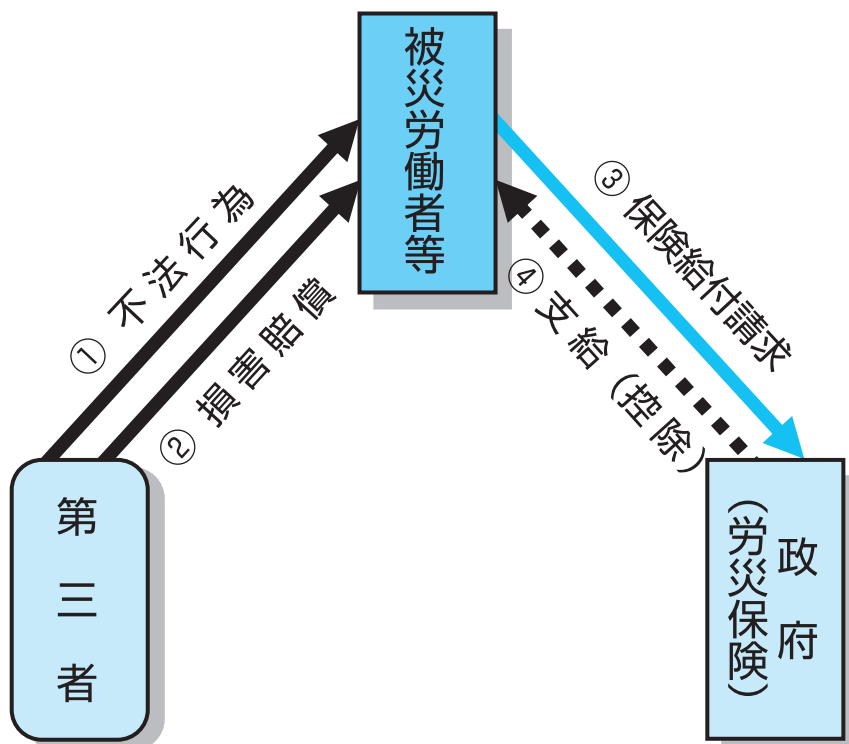 被災労働者等
① 不法行為
② 損害賠償
③ 保険給付請求
④ 支給（控除）
第三者
政府
（労災保険）